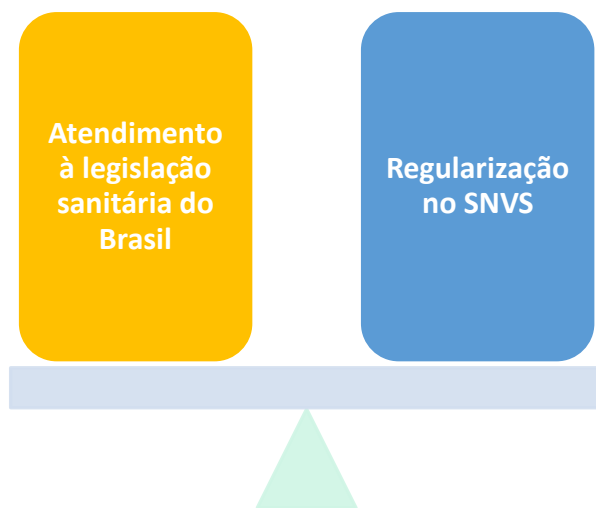 Atendimento
à legislação
sanitária do
Brasil
Regularização
no SNVS